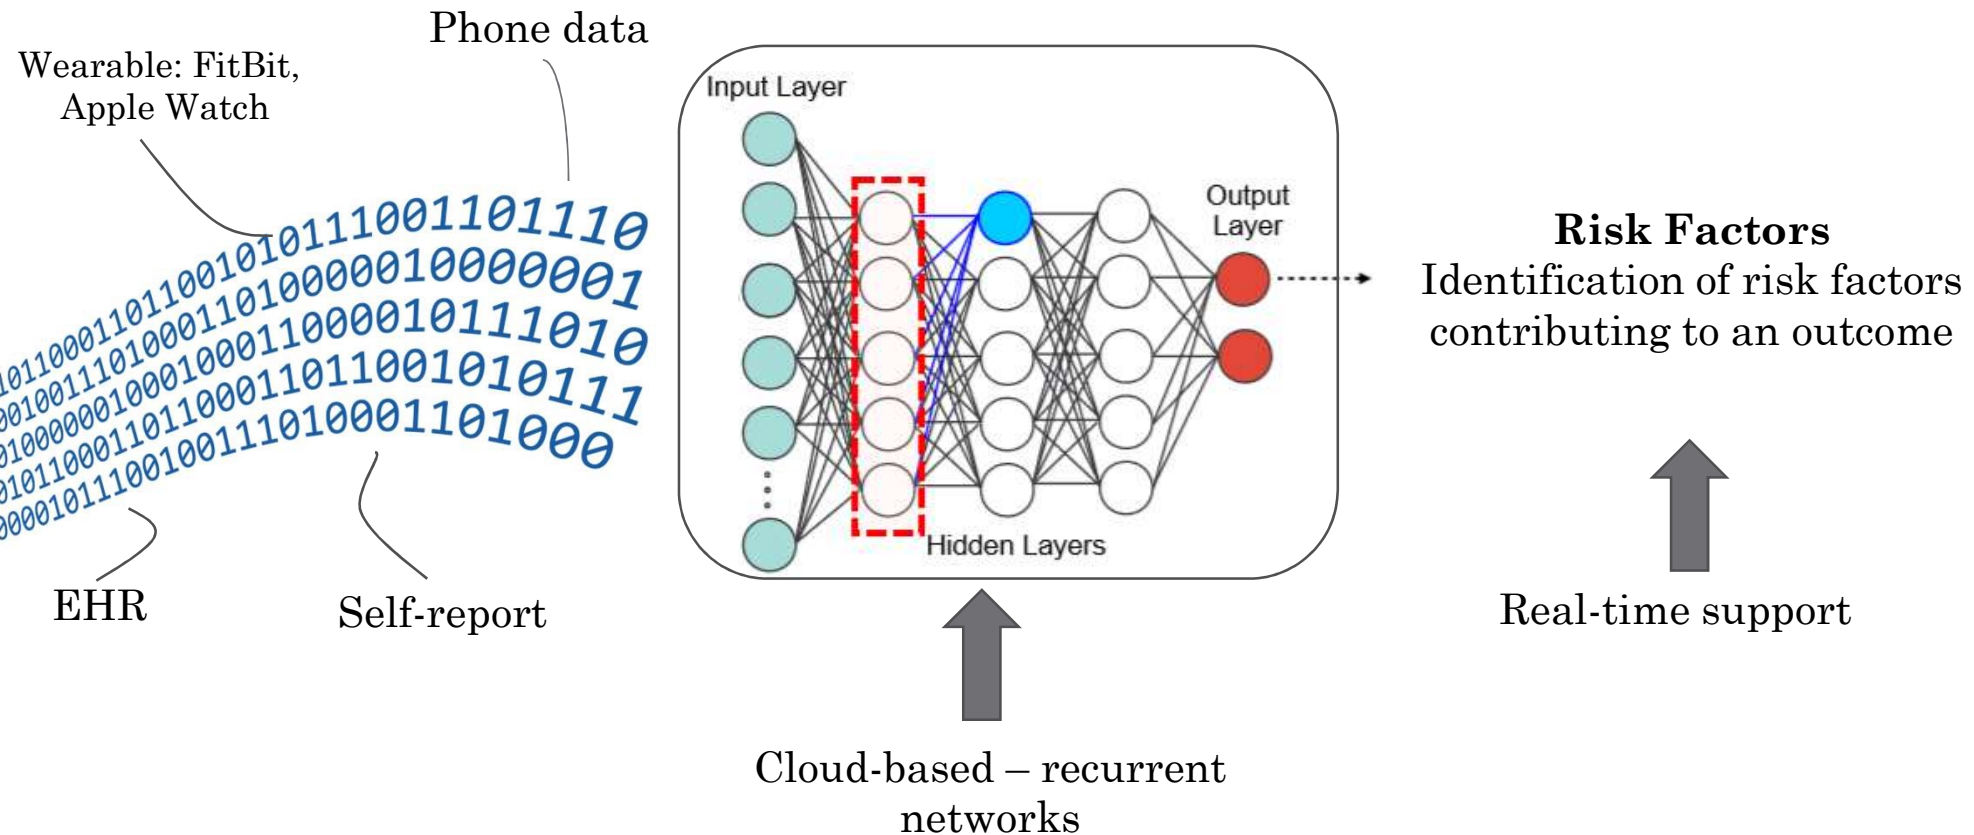 Phone data
Wearable: FitBit,
Apple Watch
Input Layer
Output
Layer
Risk Factors
Identification of risk factors
contributing to an outcome
Hidden Layers
EHR
Self-report
Real-time support
Cloud-based – recurrent
networks